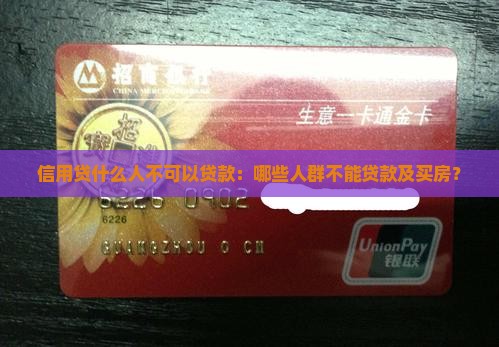 招商银行
CHINA MERCHANTS BANK
生意一卡通金卡
招
信用贷什么人不可以贷款：哪些人群不能贷款及买房？
6226 0902
6226
GUANGZHOU O CM
UnionPay
银联